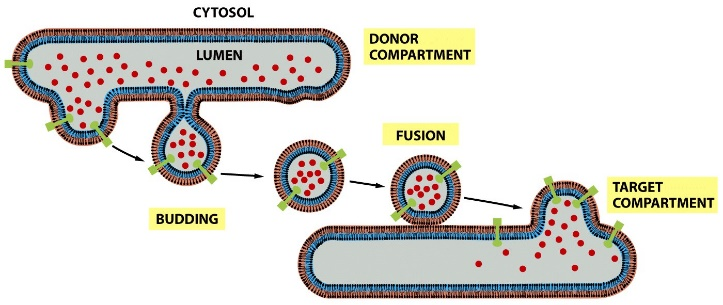 CYTOSOL
LUMEN
DONOR
COMPARTMENT
FUSION
BUDDING
TARGET
COMPARTMENT